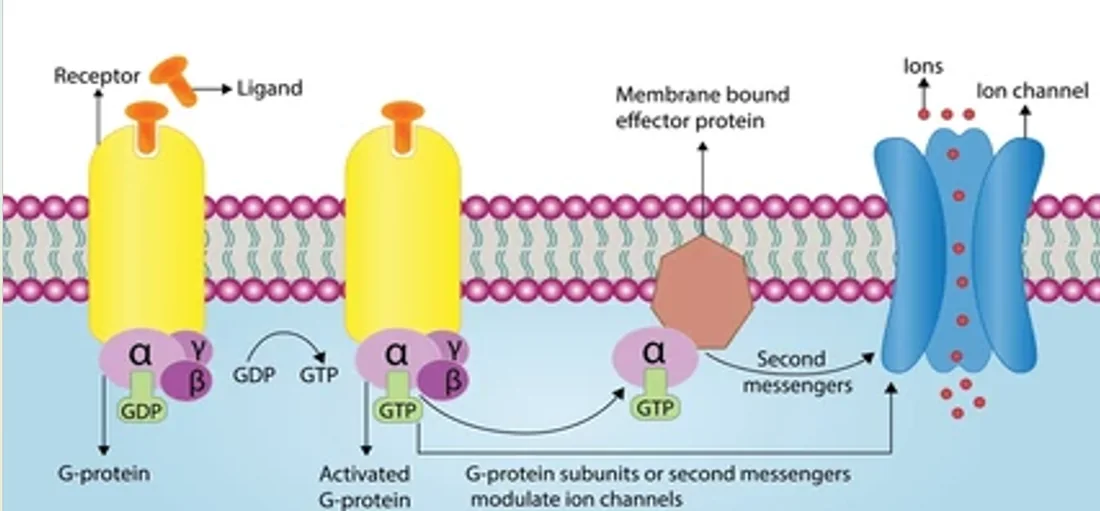 Receptor
Ligand
Membrane bound
effector protein
Ions
Ion channel
α
γ
β
GDP
GDP
GTP
α
γ
β
GTP
α
GTP
Second
messengers
G-protein
Activated
G-protein
G-protein subunits or second messengers
modulate ion channels